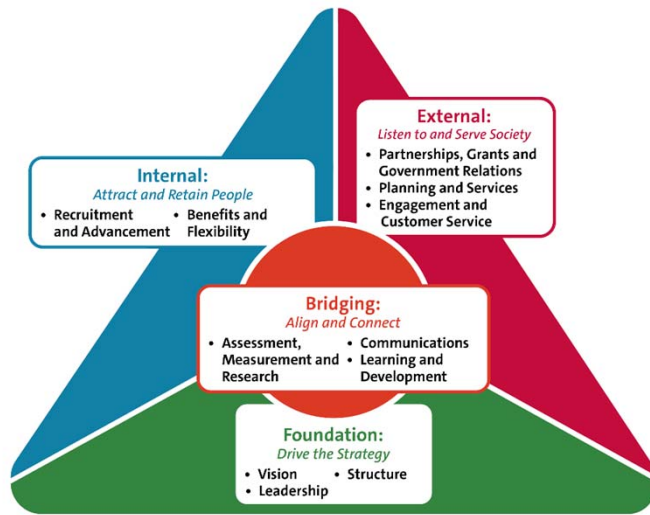 External:
Listen to and Serve Society
• Partnerships, Grants and
Government Relations
• Planning and Services
• Engagement and
Customer Service
Internal:
Attract and Retain People
• Recruitment
and Advancement
• Benefits and
Flexibility
Bridging:
Align and Connect
• Assessment,
Measurement and
Research
• Communications
• Learning and
Development
Foundation:
Drive the Strategy
• Vision
• Leadership
• Structure